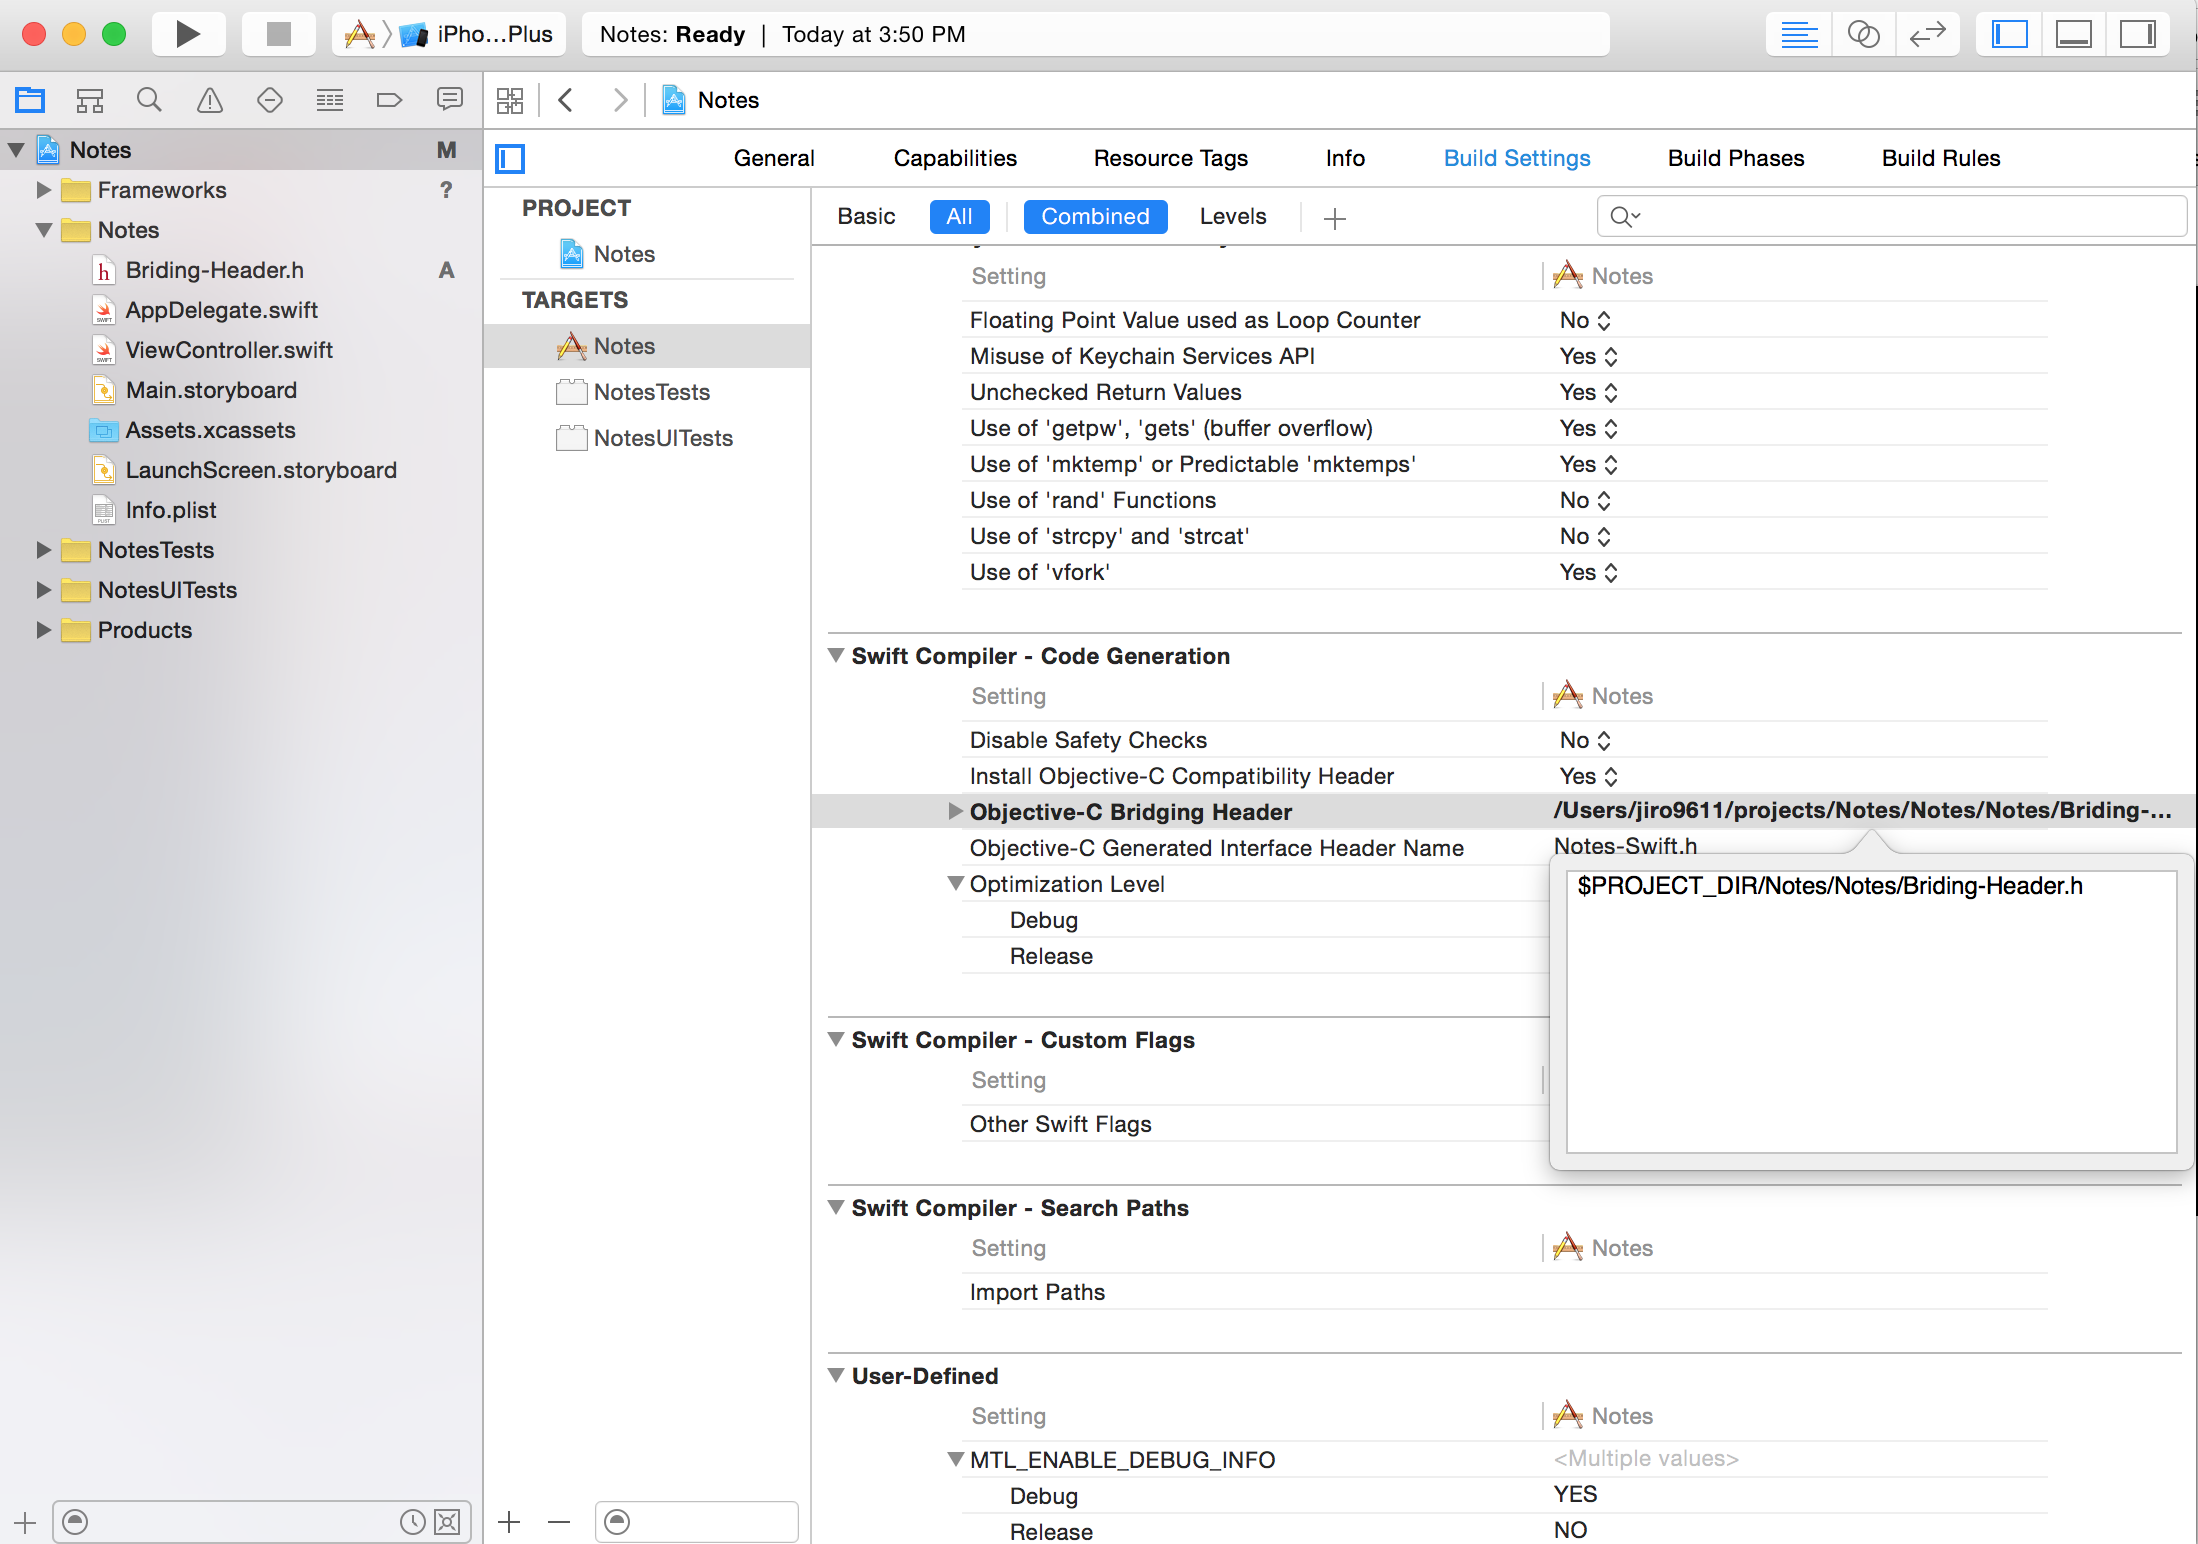 iPho...Plus
Notes: Ready | Today at 3:50 PM
Notes
Notes M
Frameworks ?
Notes
Briding-Header.h A
AppDelegate.swift
ViewController.swift
Main.storyboard
Assets.xcassets
LaunchScreen.storyboard
Info.plist
NotesTests
NotesUITests
Products
General Capabilities Resource Tags Info Build Settings Build Phases Build Rules
PROJECT
Notes
TARGETS
Notes
NotesTests
NotesUITests
Basic All Combined Levels
Setting Notes
Floating Point Value used as Loop Counter No
Misuse of Keychain Services API Yes
Unchecked Return Values Yes
Use of 'getpw', 'gets' (buffer overflow) Yes
Use of 'mktemp' or Predictable 'mktemps' Yes
Use of 'rand' Functions No
Use of 'strcpy' and 'strcat' No
Use of 'vfork' Yes
Swift Compiler - Code Generation
Setting Notes
Disable Safety Checks No
Install Objective-C Compatibility Header Yes
Objective-C Bridging Header /Users/jiro9611/projects/Notes/Notes/Notes/Briding-...
Objective-C Generated Interface Header Name Notes-Swift.h
Optimization Level
Debug
Release
$PROJECT_DIR/Notes/Notes/Briding-Header.h
Swift Compiler - Custom Flags
Setting
Other Swift Flags
Swift Compiler - Search Paths
Setting Notes
Import Paths
User-Defined
Setting Notes
MTL_ENABLE_DEBUG_INFO <Multiple values>
Debug YES
Release NO